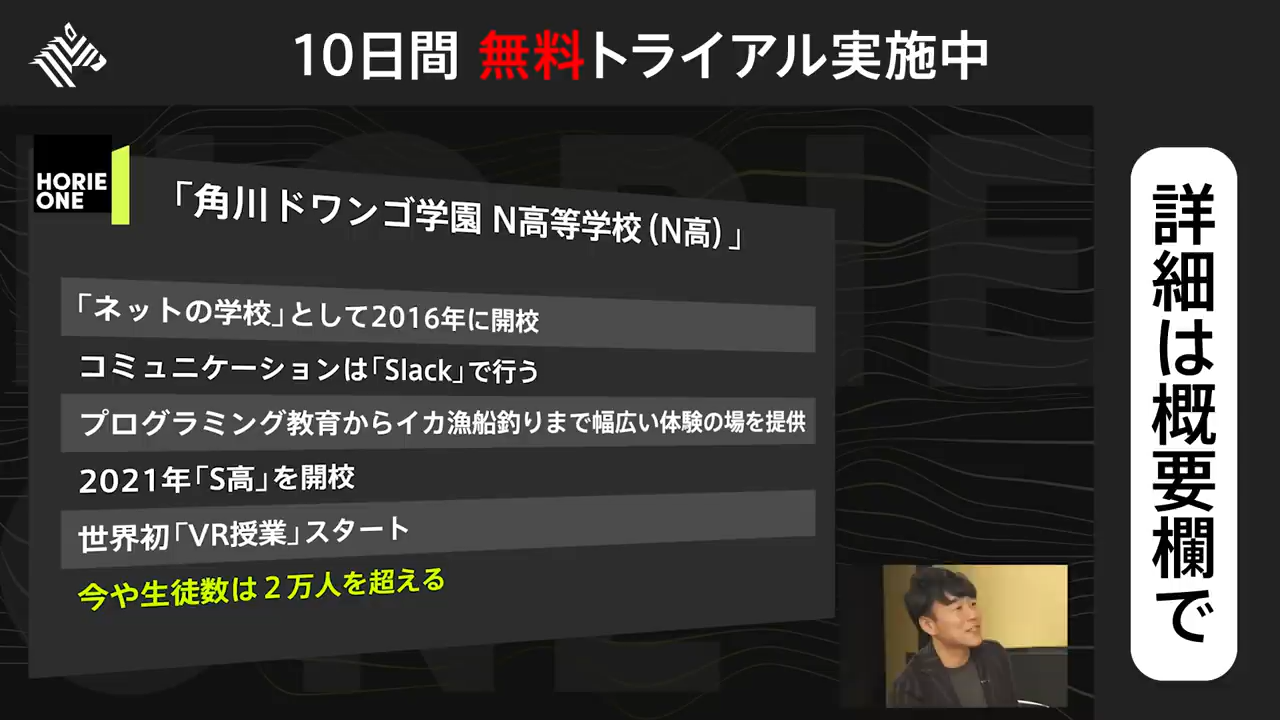 10日間 無料トライアル実施中
HORIE
ONE
「角川ドワンゴ学園 N高等学校(N高)」
「ネットの学校」として2016年に開校
コミュニケーションは「Slack」で行う
プログラミング教育からイカ漁船釣りまで幅広い体験の場を提供
2021年「S高」を開校
世界初「VR授業」スタート
今や生徒数は2万人を超える
詳細は概要欄で